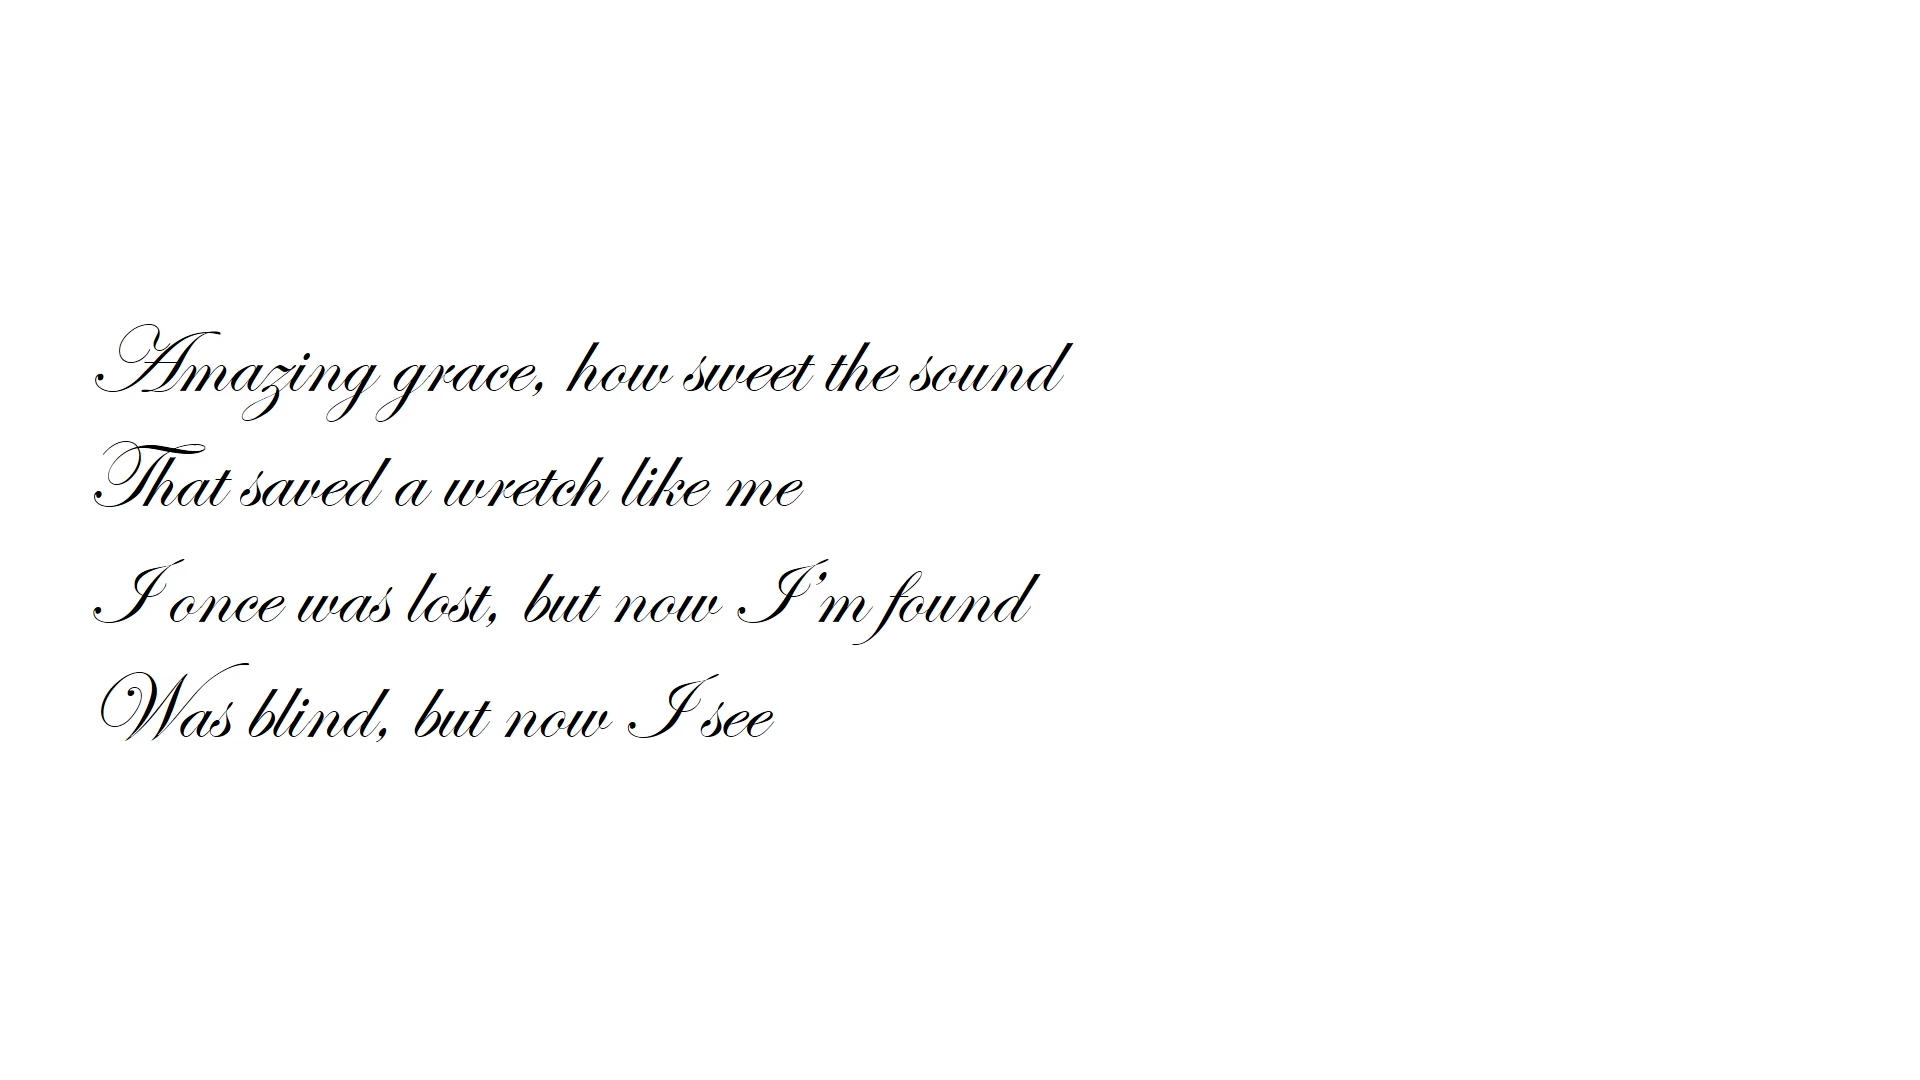 Amazing grace, how sweet the sound
That saved a wretch like me
I once was lost, but now I'm found
Was blind, but now I see